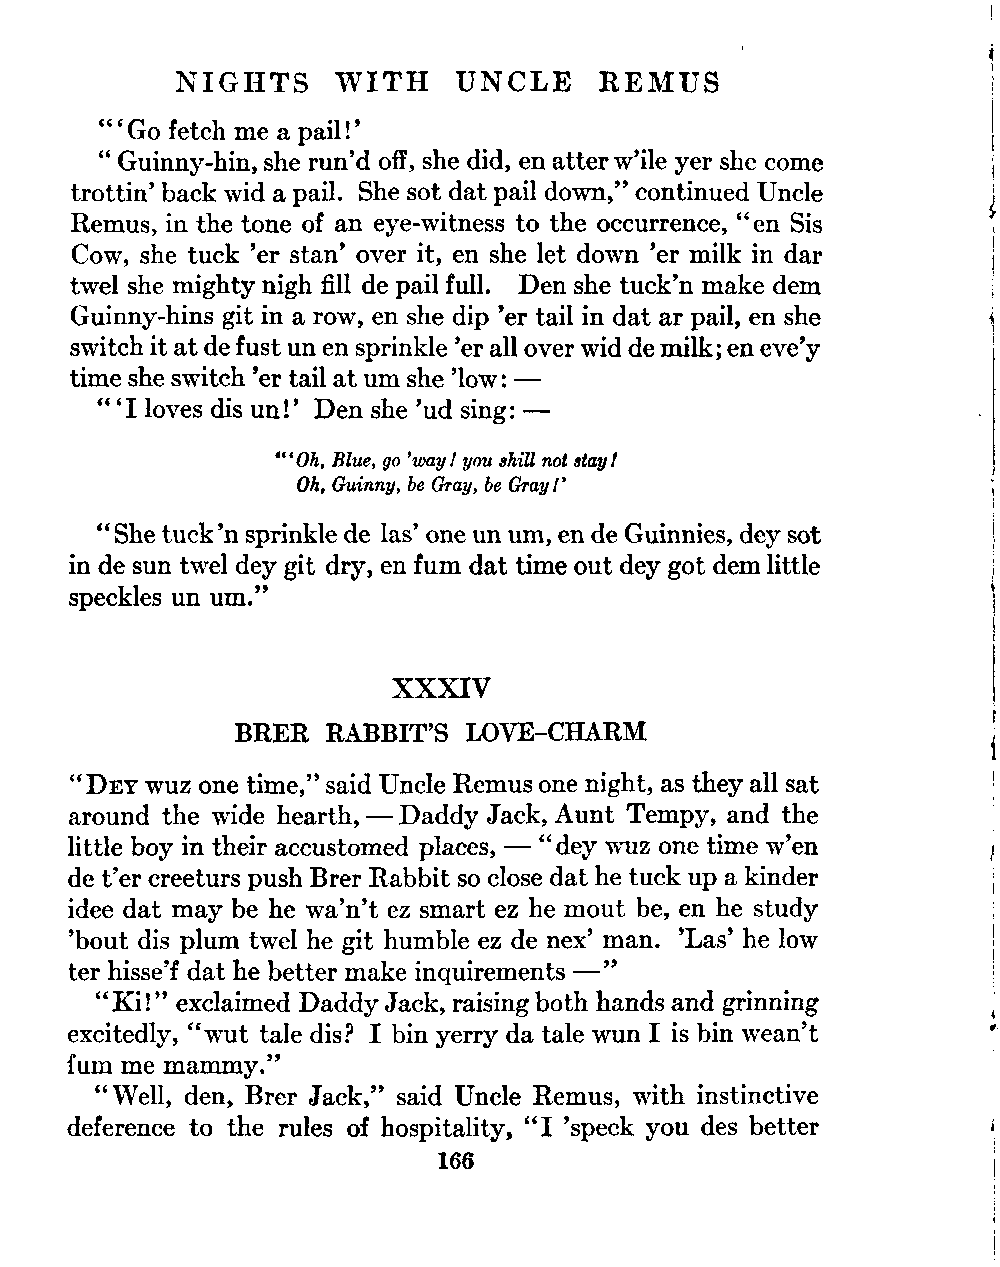 NIGHTS WITH UNCLE REMUS
“‘Go fetch me a pail!’
“Guinny-hin, she run’d off, she did, en atter w’ile yer she come
trottin’ back wid a pail. She sot dat pail down,” continued Uncle
Remus, in the tone of an eye-witness to the occurrence, “en Sis
Cow, she tuck ’er stan’ over it, en she let down ’er milk in dar
twel she mighty nigh fill de pail full. Den she tuck’n make dem
Guinny-hins git in a row, en she dip ’er tail in dat ar pail, en she
switch it at de fust un en sprinkle ’er all over wid de milk; en eve’y
time she switch ’er tail at um she ’low: —
“‘I loves dis un!’ Den she ’ud sing: —
“‘Oh, Blue, go ’way! you shill not stay!
Oh, Guinny, be Gray, be Gray!’
“She tuck’n sprinkle de las’ one un um, en de Guinnies, dey sot
in de sun twel dey git dry, en fum dat time out dey got dem little
speckles un um.”
XXXIV
BRER RABBIT’S LOVE-CHARM
“DEY wuz one time,” said Uncle Remus one night, as they all sat
around the wide hearth, — Daddy Jack, Aunt Tempy, and the
little boy in their accustomed places, — “dey wuz one time w’en
de t’er creeturs push Brer Rabbit so close dat he tuck up a kinder
idee dat may be he wa’n’t ez smart ez he mout be, en he study
’bout dis plum twel he git humble ez de nex’ man. ’Las’ he low
ter hisse’f dat he better make inquirements —”
“Ki!” exclaimed Daddy Jack, raising both hands and grinning
excitedly, “wut tale dis? I bin yerry da tale wun I is bin wean’t
fum me mammy.”
“Well, den, Brer Jack,” said Uncle Remus, with instinctive
deference to the rules of hospitality, “I ’speck you des better
166